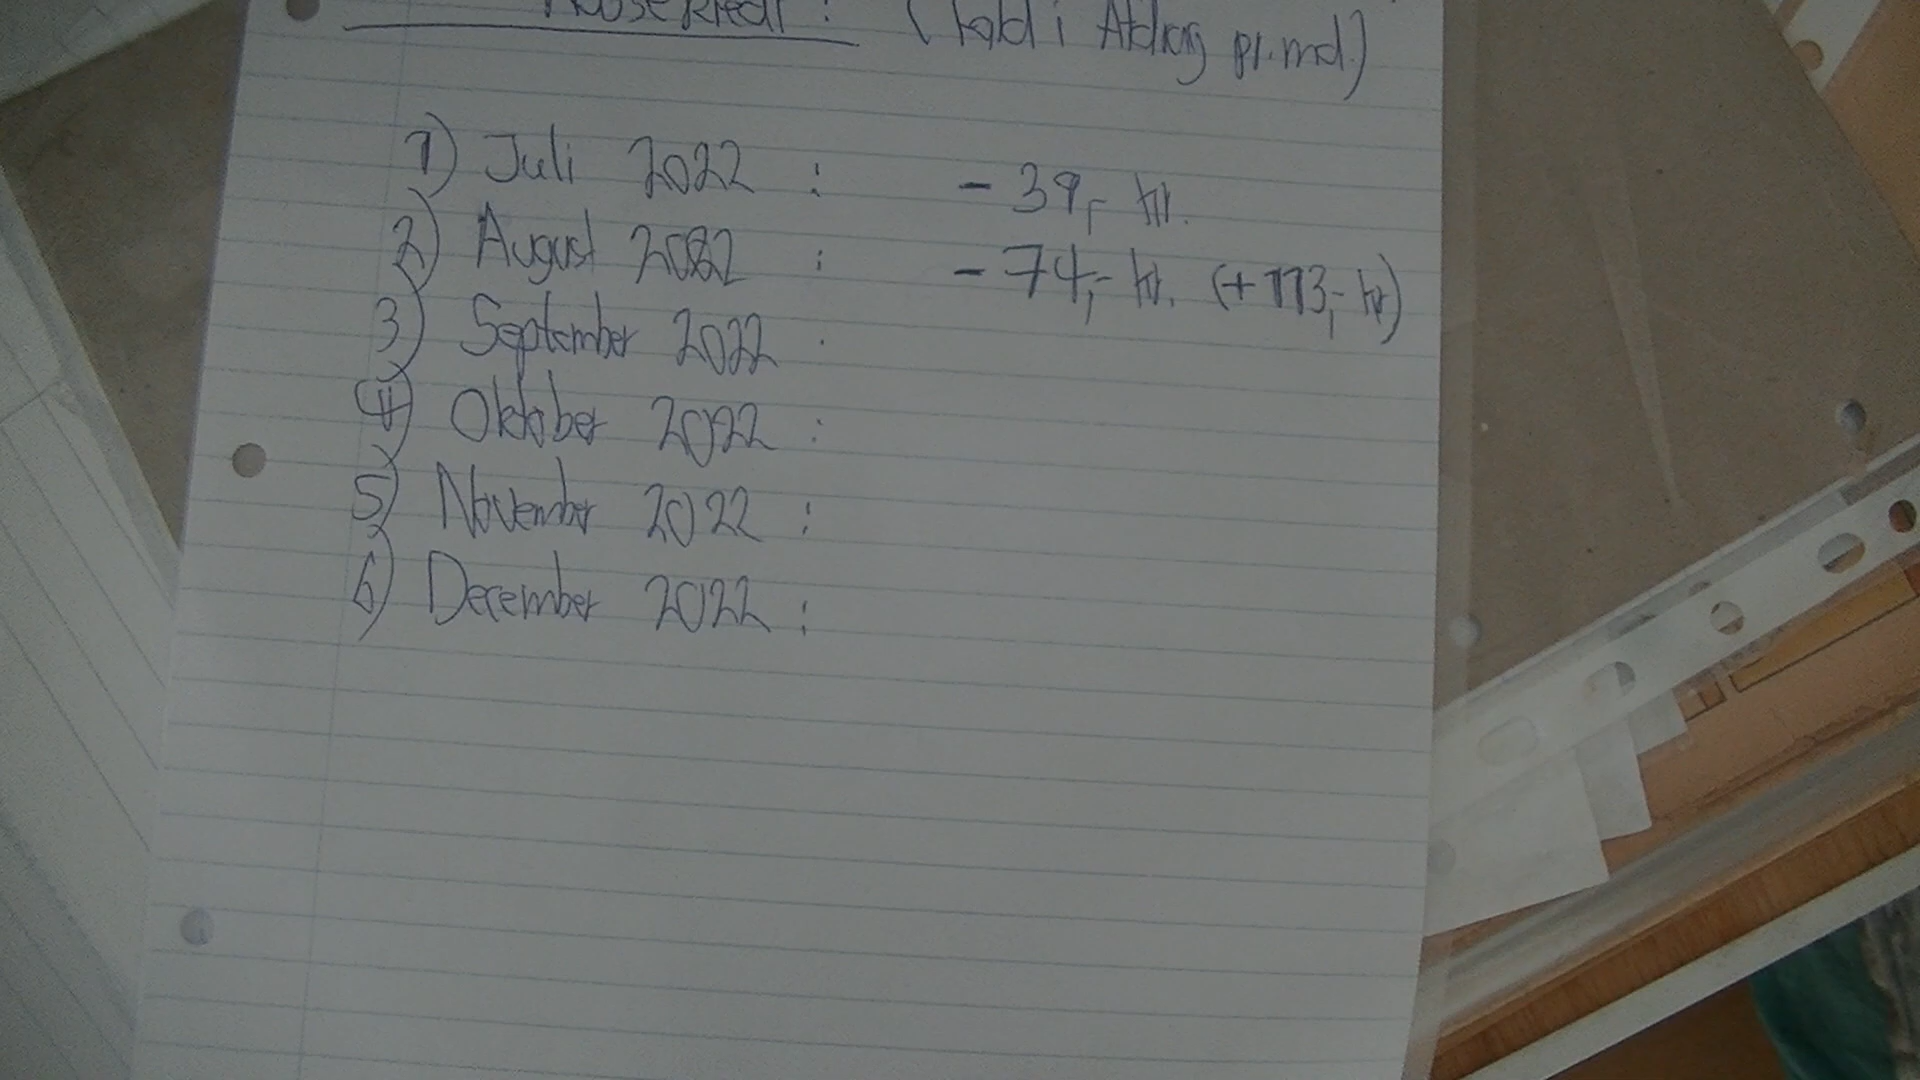 (Fald i Afdrag pr. md.)
1) Juli 2022 : - 39,- kr.
2) August 2022 : - 74,- kr. (+ 113,- kr)
3) September 2022 :
4) Oktober 2022 :
5) November 2022 :
6) December 2022 :